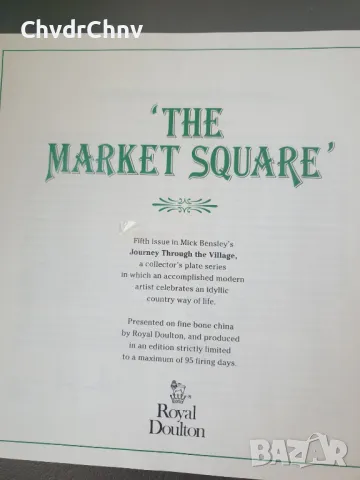 ChvdrChnv
'THE
MARKET SQUARE'
Fifth issue in Mick Bensley's
Journey Through the Village,
a collector's plate series
in which an accomplished modern
artist celebrates an idyllic
country way of life.
Presented on fine bone china
by Royal Doulton, and produced
in an edition strictly limited
to a maximum of 95 firing days.
Royal
Doulton
BAZAR